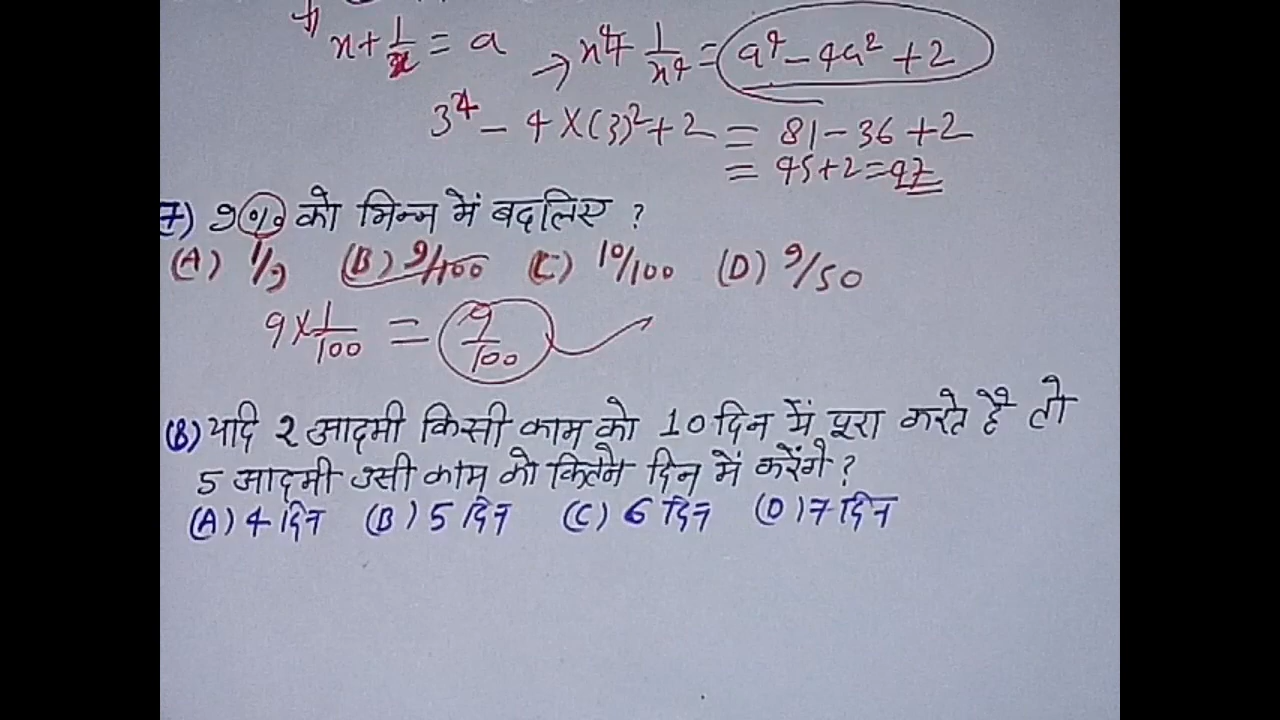 x + 1/x = a → x⁴ + 1/x⁴ = a⁴ - 4a² + 2
3⁴ - 4 × (3)² + 2 = 81 - 36 + 2
= 45 + 2 = 47
7) 9% को भिन्न में बदलिए ?
(A) 1/9 (B) 9/100 (C) 10/100 (D) 9/50
9 × 1/100 = 9/100
(8) यदि 2 आदमी किसी काम को 10 दिन में पूरा करते है तो
5 आदमी उसी काम को कितने दिन में करेंगे ?
(A) 4 दिन (B) 5 दिन (C) 6 दिन (D) 7 दिन